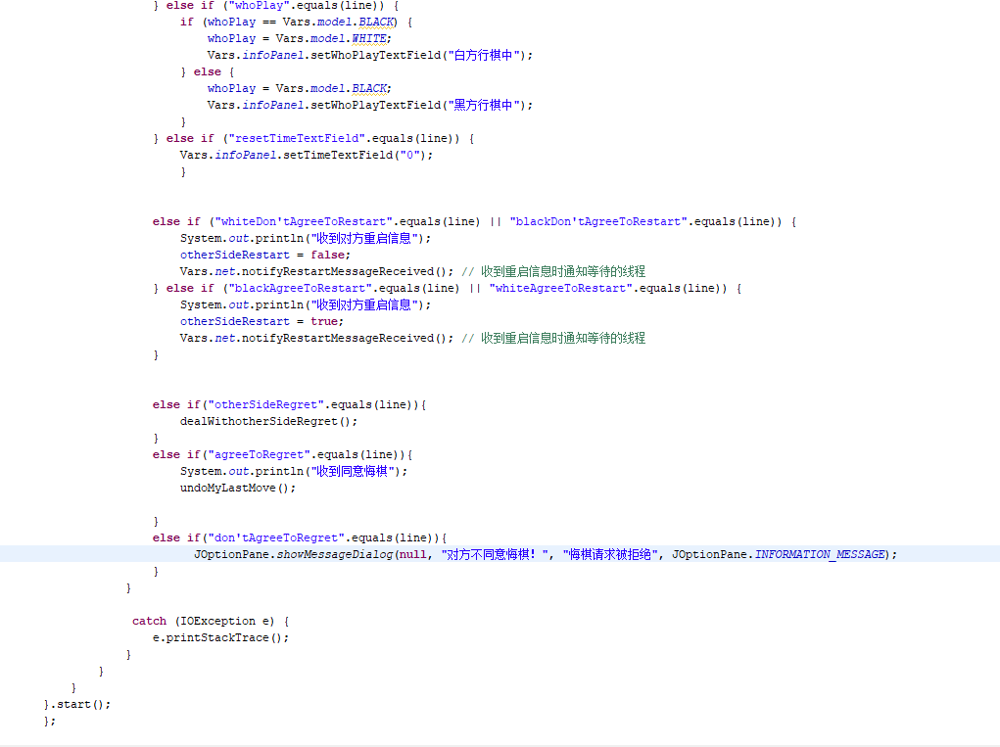 } else if ("whoPlay".equals(line)) {
if (whoPlay == Vars.model.BLACK) {
whoPlay = Vars.model.WHITE;
Vars.infoPanel.setWhoPlayTextField("白方行棋中");
} else {
whoPlay = Vars.model.BLACK;
Vars.infoPanel.setWhoPlayTextField("黑方行棋中");
}
} else if ("resetTimeTextField".equals(line)) {
Vars.infoPanel.setTimeTextField("0");
}
else if ("whiteDon'tAgreeToRestart".equals(line) || "blackDon'tAgreeToRestart".equals(line)) {
System.out.println("收到对方重启信息");
otherSideRestart = false;
Vars.net.notifyRestartMessageReceived(); // 收到重启信息时通知等待的线程
} else if ("blackAgreeToRestart".equals(line) || "whiteAgreeToRestart".equals(line)) {
System.out.println("收到对方重启信息");
otherSideRestart = true;
Vars.net.notifyRestartMessageReceived(); // 收到重启信息时通知等待的线程
}
else if("otherSideRegret".equals(line)){
dealWithotherSideRegret();
}
else if("agreeToRegret".equals(line)){
System.out.println("收到同意悔棋");
undoMyLastMove();
}
else if("don'tAgreeToRegret".equals(line)){
JOptionPane.showMessageDialog(null, "对方不同意悔棋！", "悔棋请求被拒绝", JOptionPane.INFORMATION_MESSAGE);
}
}
catch (IOException e) {
e.printStackTrace();
}
}
}
}.start();
};